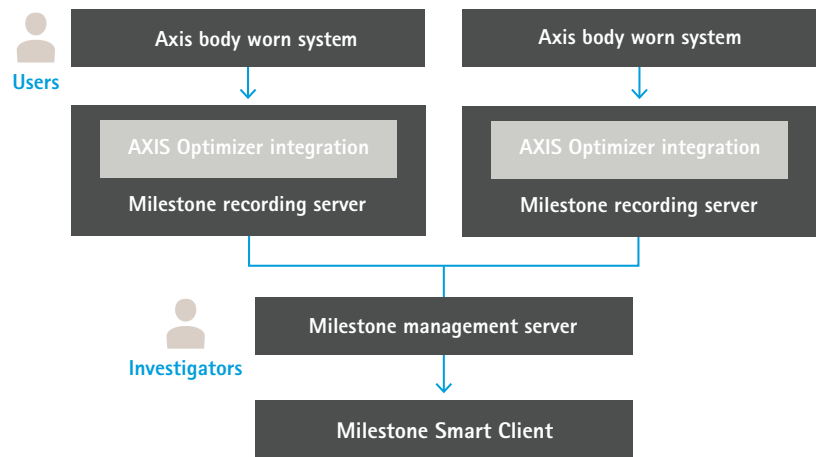 Axis body worn system
Axis body worn system
Users
AXIS Optimizer integration
AXIS Optimizer integration
Milestone recording server
Milestone recording server
Milestone management server
Investigators
Milestone Smart Client